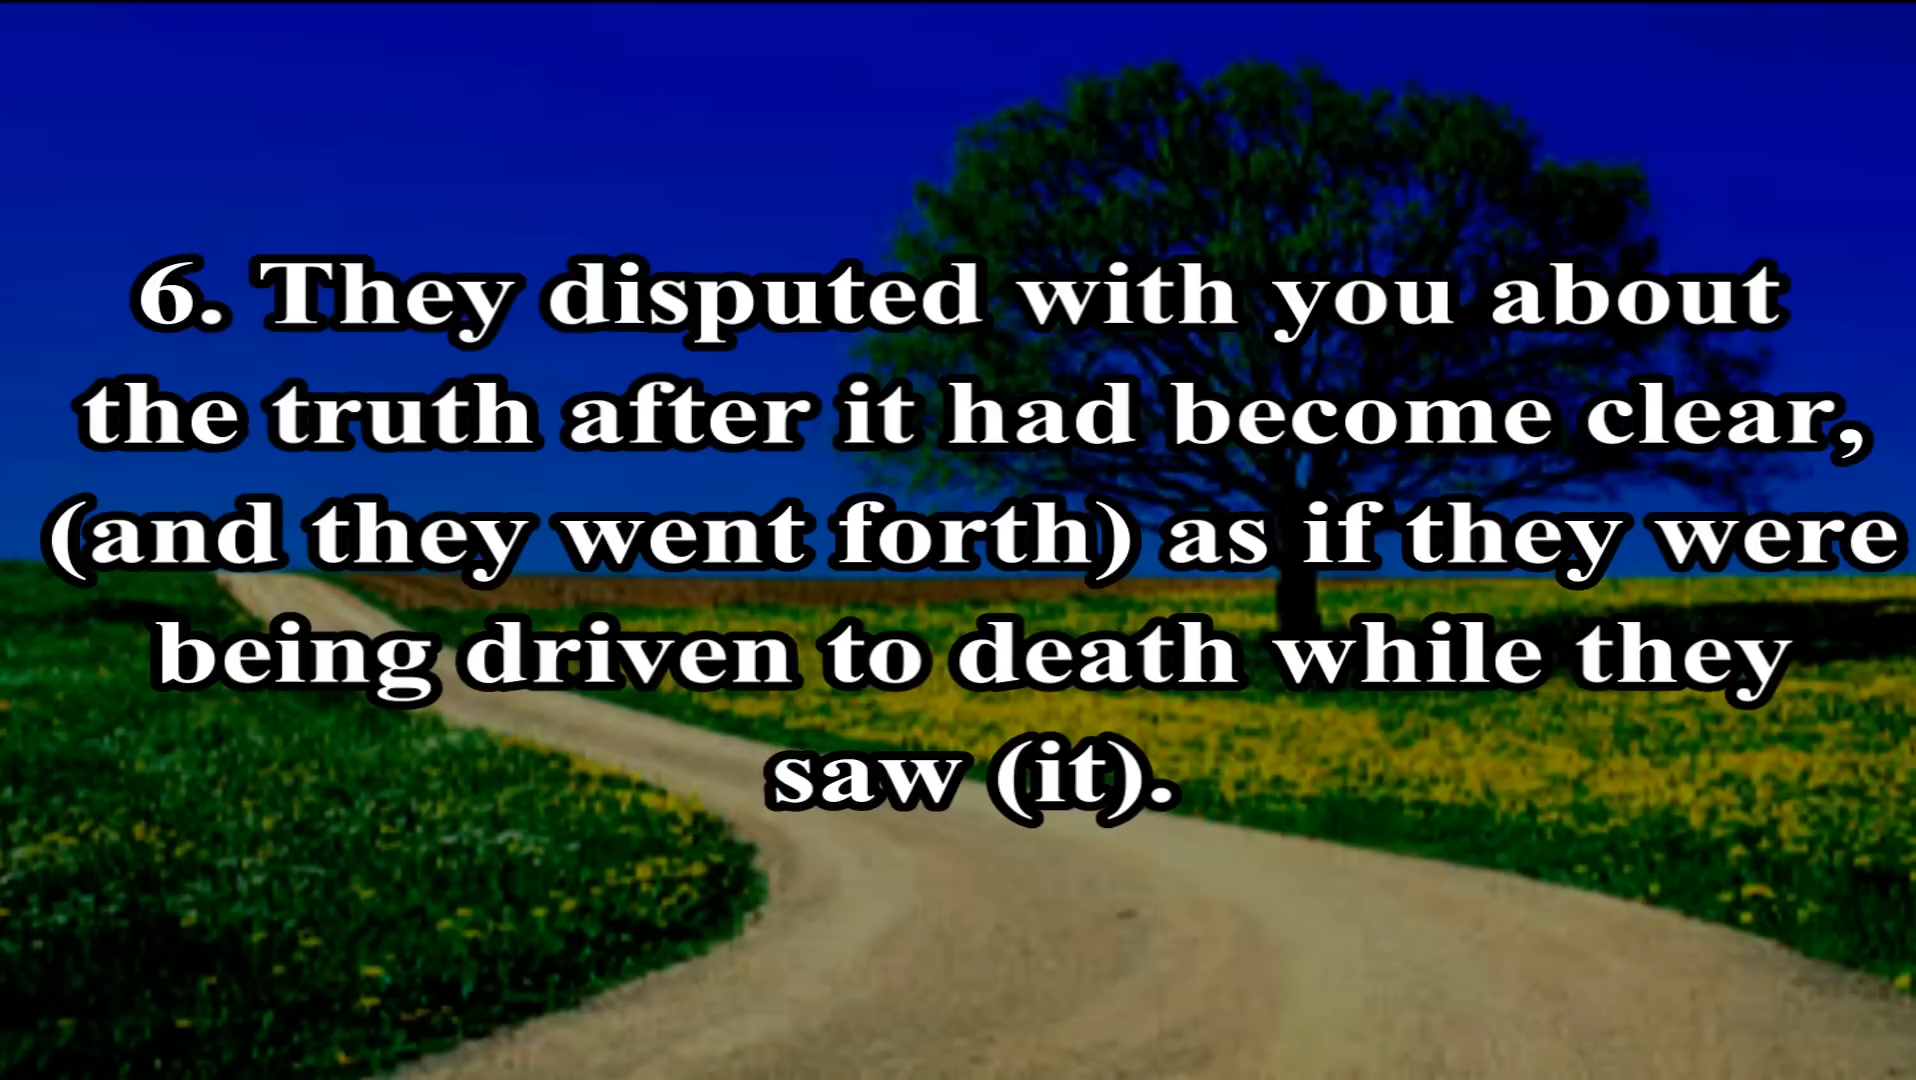 6. They disputed with you about
the truth after it had become clear,
(and they went forth) as if they were
being driven to death while they
saw (it).